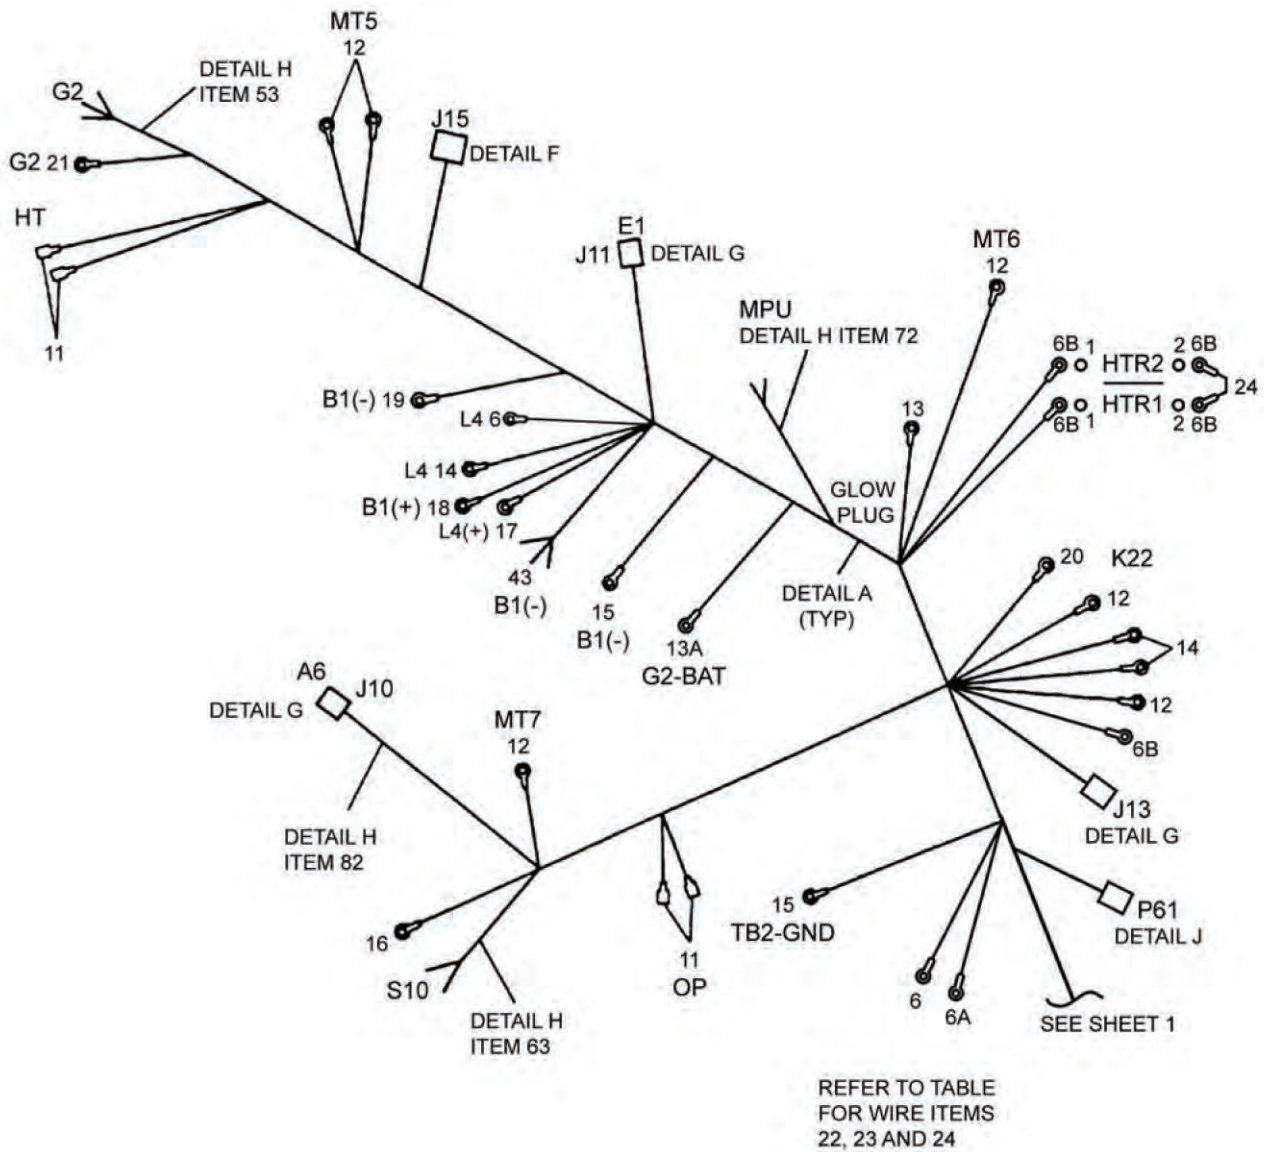 MT5
12
DETAIL H
ITEM 53
G2
J15
DETAIL F
G2 21
HT
11
E1
J11
DETAIL G
MT6
12
MPU
DETAIL H ITEM 72
6B 1
HTR2
2 6B
24
HTR1
6B 1
2 6B
B1(-) 19
L4 6
13
L4 14
B1(+) 18
L4(+) 17
GLOW
PLUG
43
B1(-)
15
B1(-)
13A
G2-BAT
DETAIL A
(TYP)
20
K22
12
14
12
6B
A6
J10
DETAIL G
MT7
12
J13
DETAIL G
DETAIL H
ITEM 82
16
S10
DETAIL H
ITEM 63
11
OP
15
TB2-GND
P61
DETAIL J
6
6A
SEE SHEET 1
REFER TO TABLE
FOR WIRE ITEMS
22, 23 AND 24